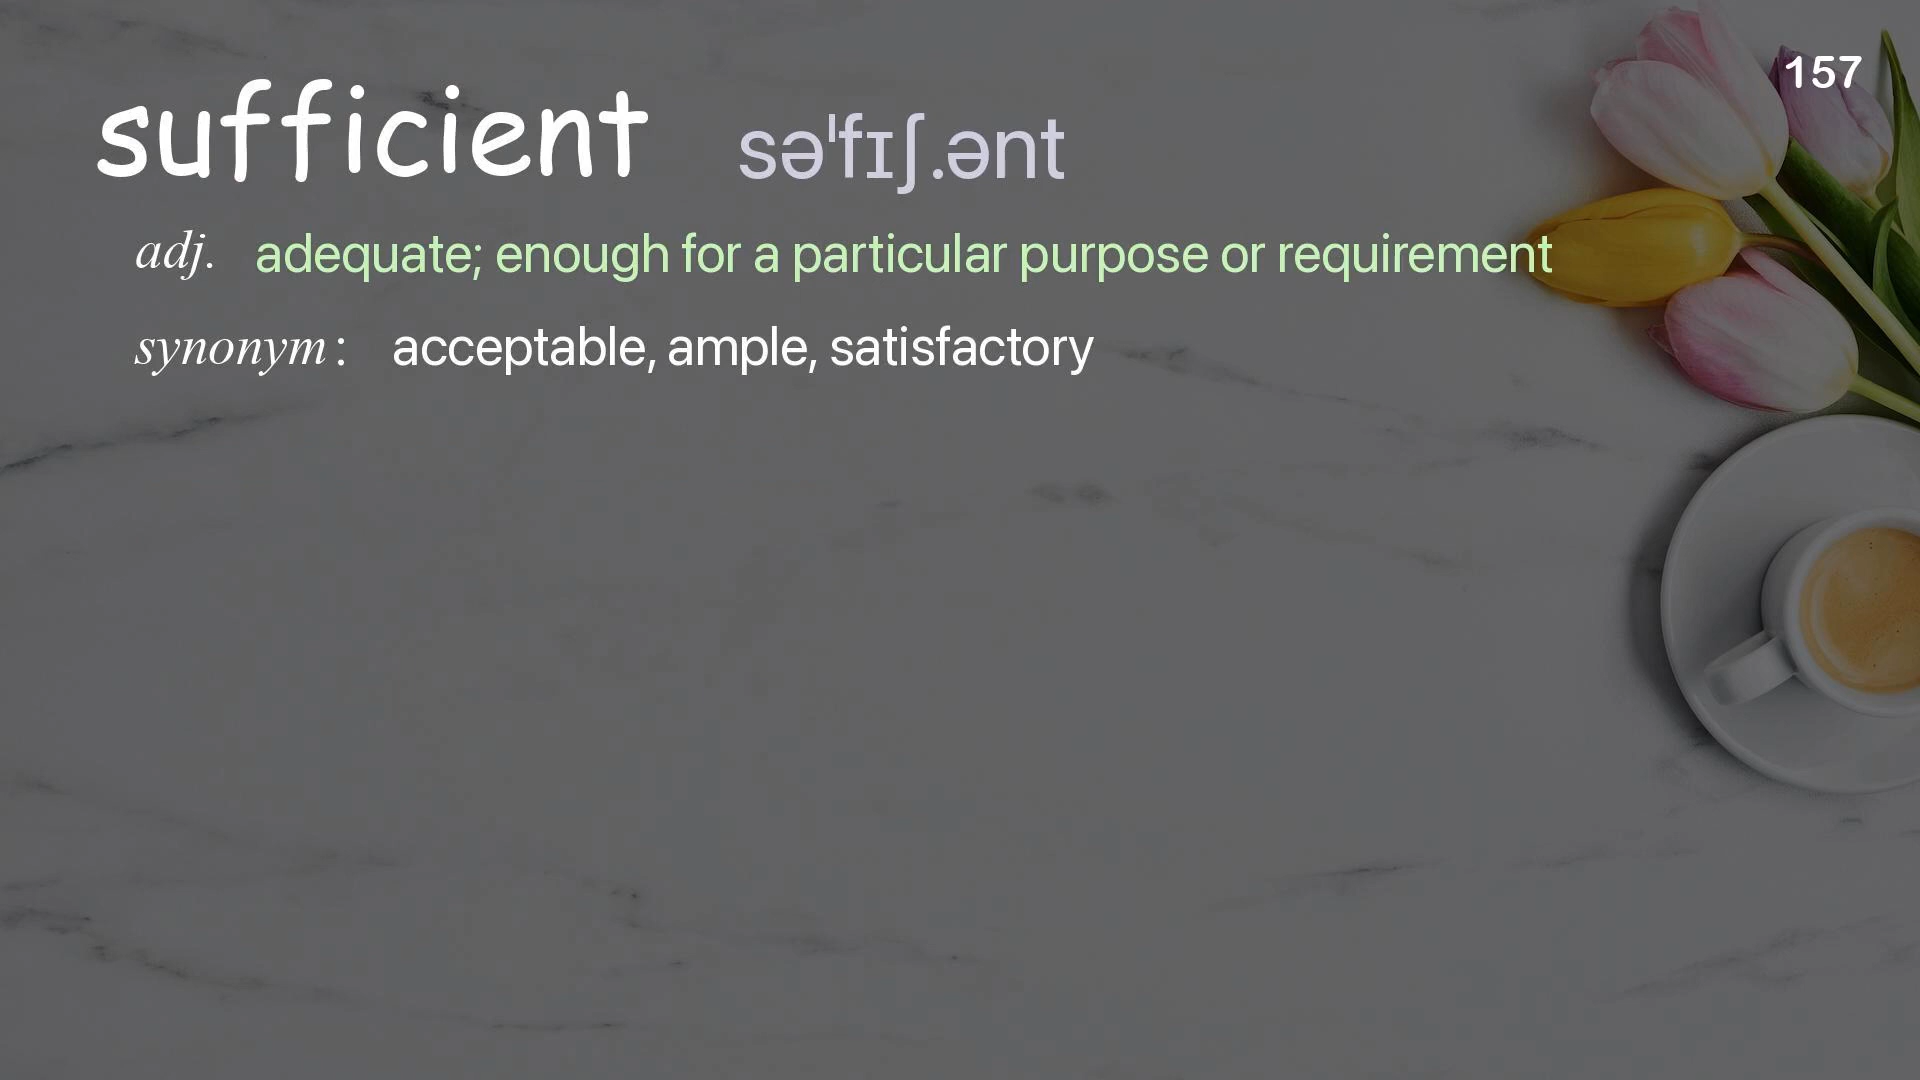 157
sufficient səˈfɪʃ.ənt
adj. adequate; enough for a particular purpose or requirement
synonym: acceptable, ample, satisfactory